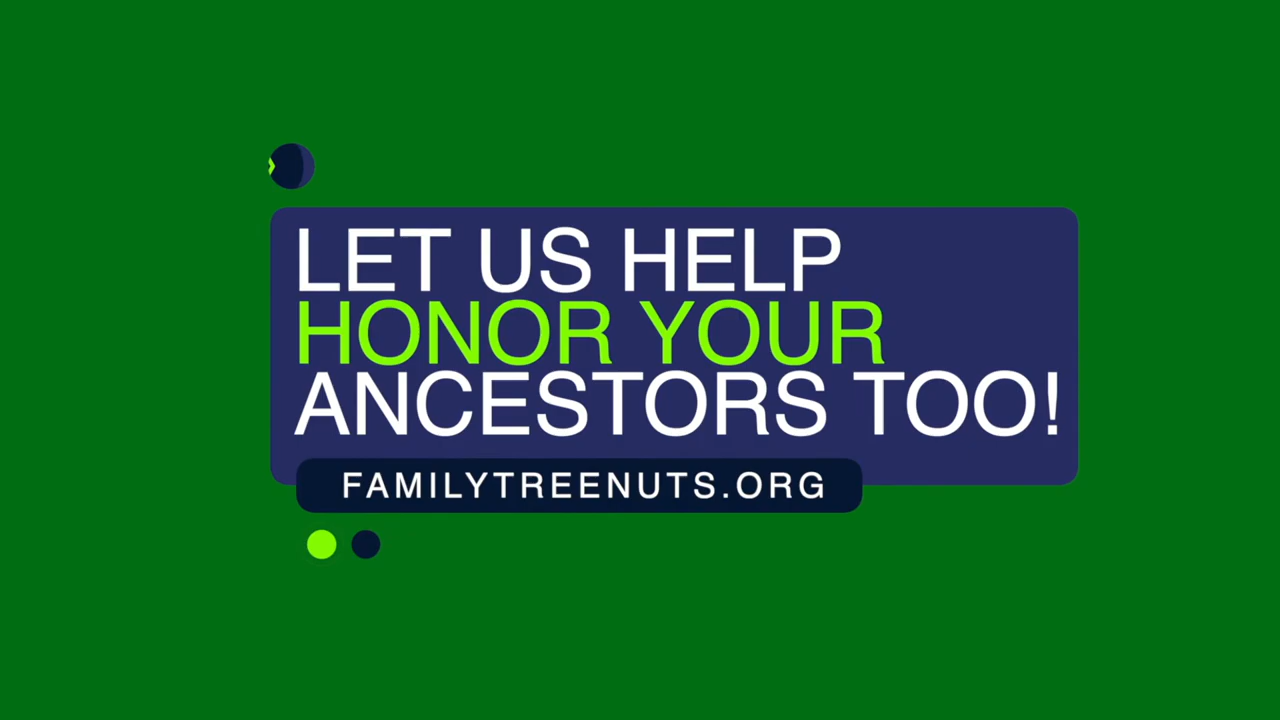 LET US HELP
HONOR YOUR
ANCESTORS TOO!
FAMILYTREENUTS.ORG